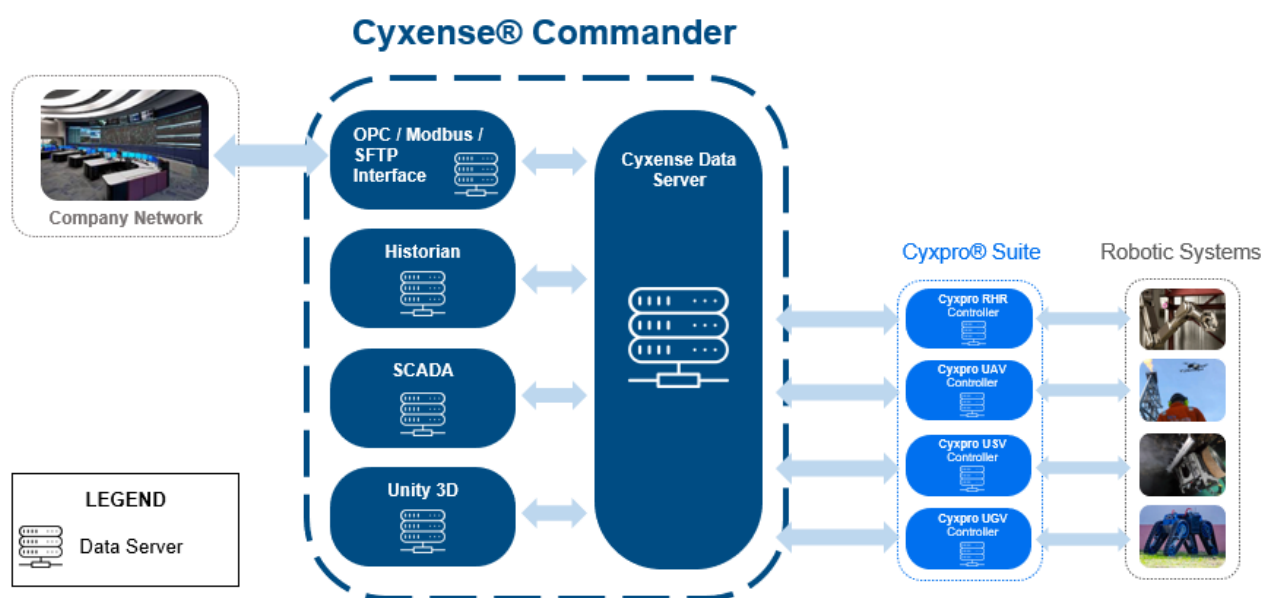 Cyxense® Commander
OPC / Modbus /
SFTP
Interface
Cyxense Data
Server
Company Network
Historian
Cyxpro® Suite
Robotic Systems
Cyxpro RHR
Controller
SCADA
Cyxpro UAV
Controller
Cyxpro USV
Controller
Unity 3D
LEGEND
Data Server
Cyxpro UGV
Controller